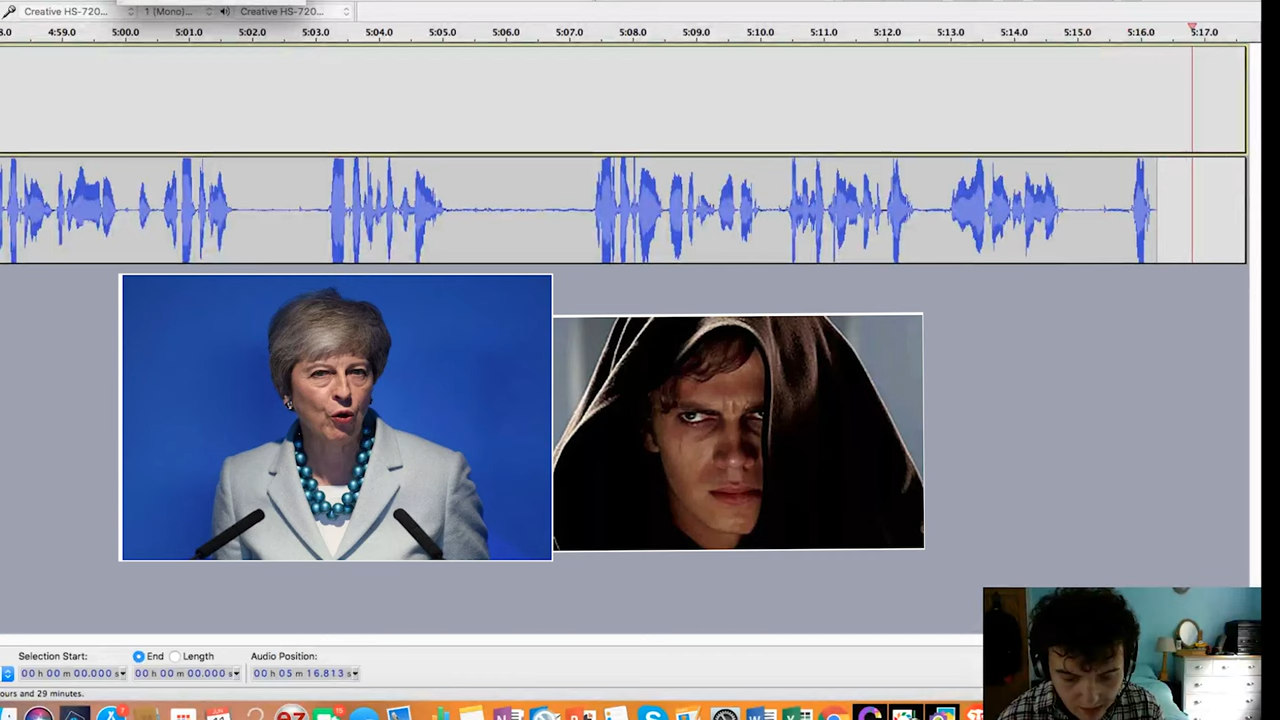 Creative HS-720... 1 (Mono)... Creative HS-720...
8.0 4:59.0 5:00.0 5:01.0 5:02.0 5:03.0 5:04.0 5:05.0 5:06.0 5:07.0 5:08.0 5:09.0 5:10.0 5:11.0 5:12.0 5:13.0 5:14.0 5:15.0 5:16.0 5:17.0
Selection Start: End Length Audio Position:
00 h 00 m 00.000 s 00 h 00 m 00.000 s 00 h 05 m 16.813 s
ours and 29 minutes.